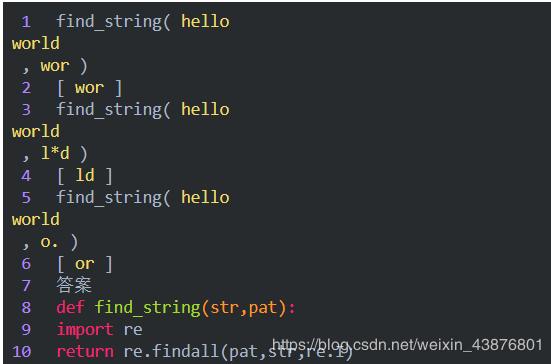 1 find_string( hello
world
, wor )
2 [ wor ]
3 find_string( hello
world
, l*d )
4 [ ld ]
5 find_string( hello
world
, o. )
6 [ or ]
7 答案
8 def find_string(str,pat):
9 import re
10 return re.findall(pat,str,re.I)
https://blog.csdn.net/weixin_43876801